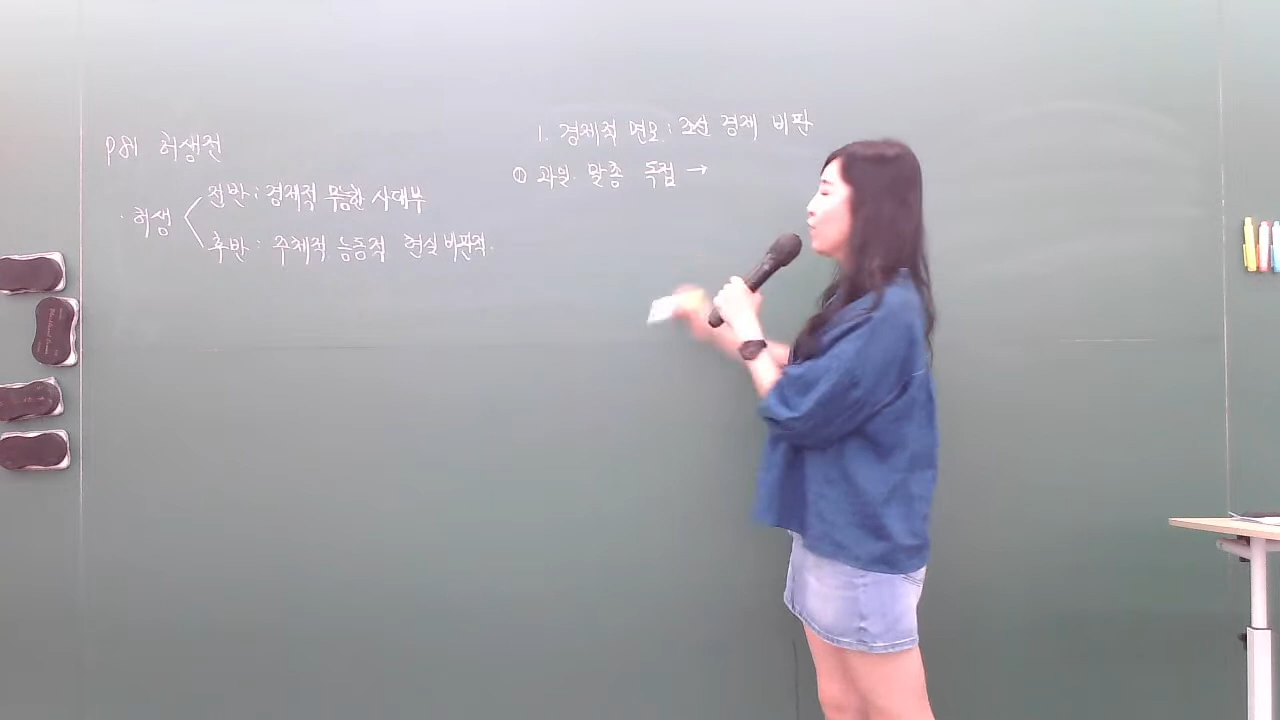 P81 허생전
· 허생
전반 : 경제적 무능한 사대부
후반 : 주체적 능동적 현실 비판적.
1. 경제적 면모 : 조선 경제 비판
① 과일. 말총 독점 →